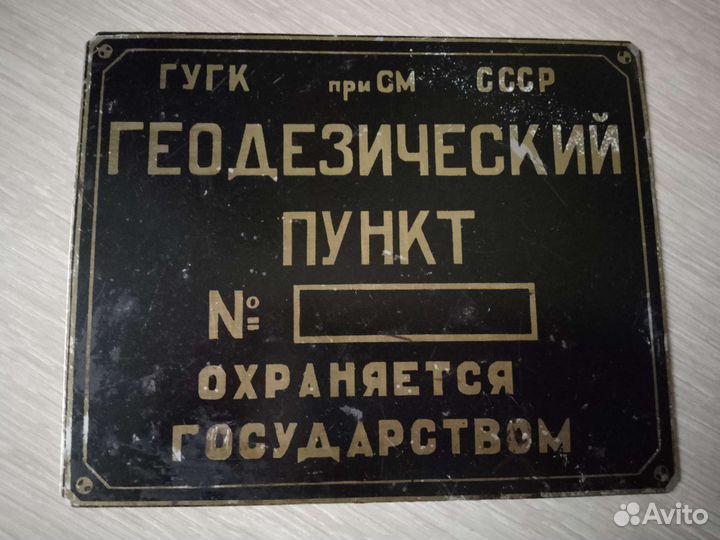 ГУГК при СМ СССР
ГЕОДЕЗИЧЕСКИЙ
ПУНКТ
№
ОХРАНЯЕТСЯ
ГОСУДАРСТВОМ
Avito